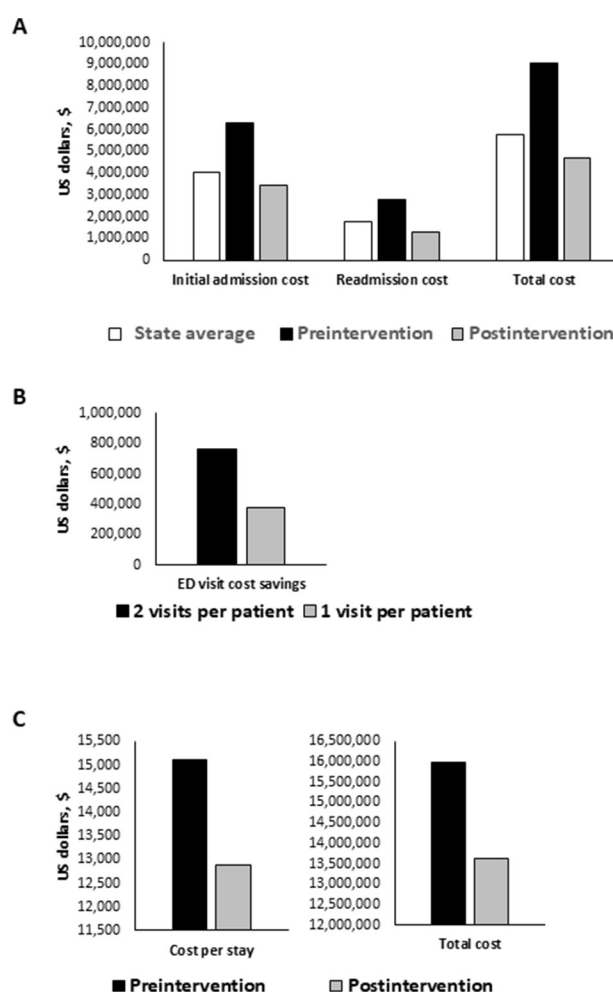 A
10,000,000
9,000,000
8,000,000
7,000,000
6,000,000
5,000,000
4,000,000
3,000,000
2,000,000
1,000,000
0
US dollars, $
Initial admission cost Readmission cost Total cost
State average Preintervention Postintervention
B
1,000,000
800,000
600,000
400,000
200,000
0
US dollars, $
ED visit cost savings
2 visits per patient 1 visit per patient
C
15,500
15,000
14,500
14,000
13,500
13,000
12,500
12,000
11,500
US dollars, $
Cost per stay
16,500,000
16,000,000
15,500,000
15,000,000
14,500,000
14,000,000
13,500,000
13,000,000
12,500,000
12,000,000
Total cost
Preintervention Postintervention